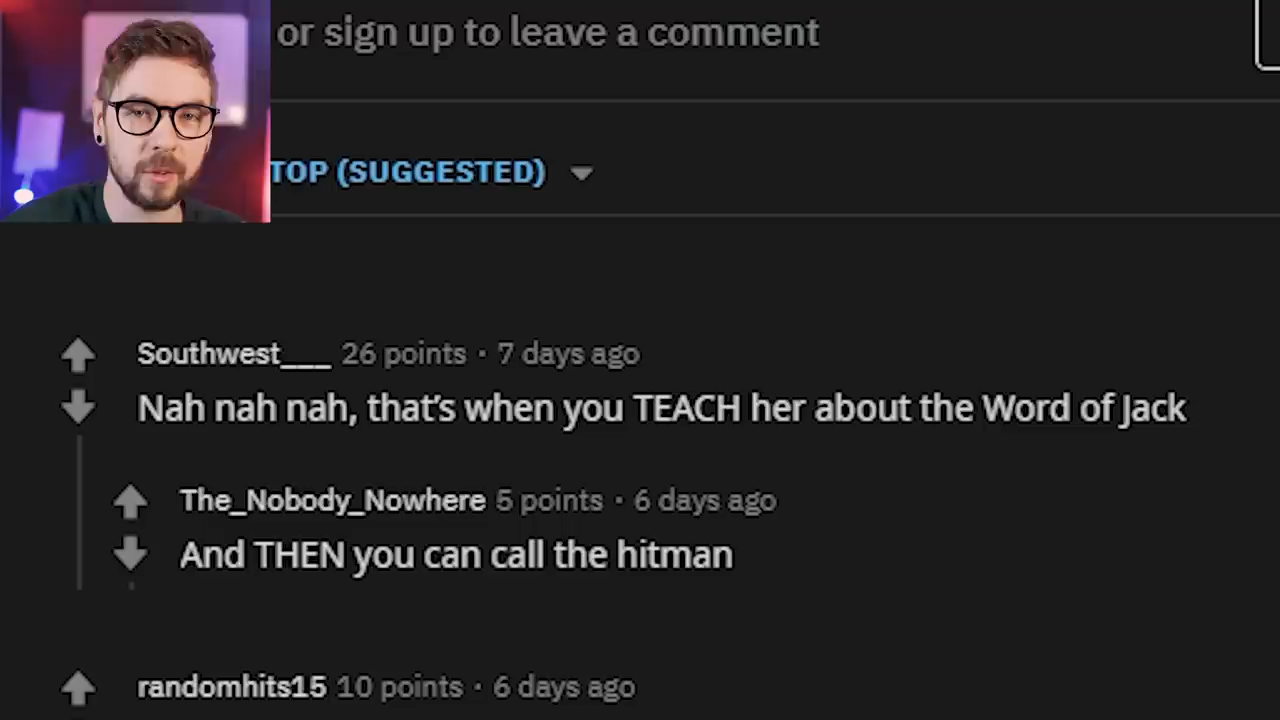 or sign up to leave a comment
TOP (SUGGESTED)
Southwest___ 26 points · 7 days ago
Nah nah nah, that's when you TEACH her about the Word of Jack
The_Nobody_Nowhere 5 points · 6 days ago
And THEN you can call the hitman
randomhits15 10 points · 6 days ago